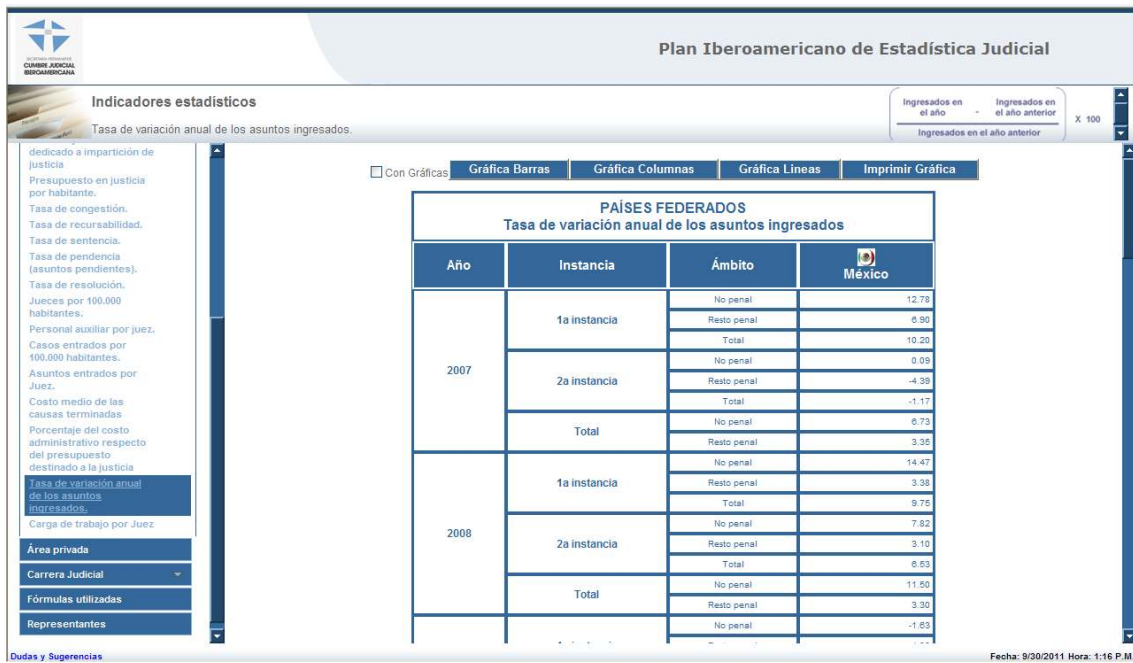 CUMBRE JUDICIAL
IBEROAMERICANA
Plan Iberoamericano de Estadística Judicial
Indicadores estadísticos
Tasa de variación anual de los asuntos ingresados.
Ingresados en el año - Ingresados en el año anterior
Ingresados en el año anterior
X 100
dedicado a impartición de
justicia
Presupuesto en justicia
por habitante.
Tasa de congestión.
Tasa de recursabilidad.
Tasa de sentencia.
Tasa de pendencia
(asuntos pendientes).
Tasa de resolución.
Jueces por 100.000
habitantes.
Personal auxiliar por juez.
Casos entrados por
100.000 habitantes.
Asuntos entrados por
Juez.
Costo medio de las
causas terminadas
Porcentaje del costo
administrativo respecto
del presupuesto
destinado a la justicia
Tasa de variación anual
de los asuntos
ingresados.
Carga de trabajo por Juez
Área privada
Carrera Judicial
Fórmulas utilizadas
Representantes
Con Gráficas Gráfica Barras Gráfica Columnas Gráfica Lineas Imprimir Gráfica
PAÍSES FEDERADOS
Tasa de variación anual de los asuntos ingresados
Año Instancia Ámbito México
2007
1a instancia
No penal 12.78
Resto penal 6.90
Total 10.20
2a instancia
No penal 0.09
Resto penal -4.39
Total -1.17
Total
No penal 6.73
Resto penal 3.35
2008
1a instancia
No penal 14.47
Resto penal 3.38
Total 9.75
2a instancia
No penal 7.82
Resto penal 3.10
Total 6.53
Total
No penal 11.50
Resto penal 3.30
No penal -1.63
Dudas y Sugerencias
Fecha: 9/30/2011 Hora: 1:16 P.M.